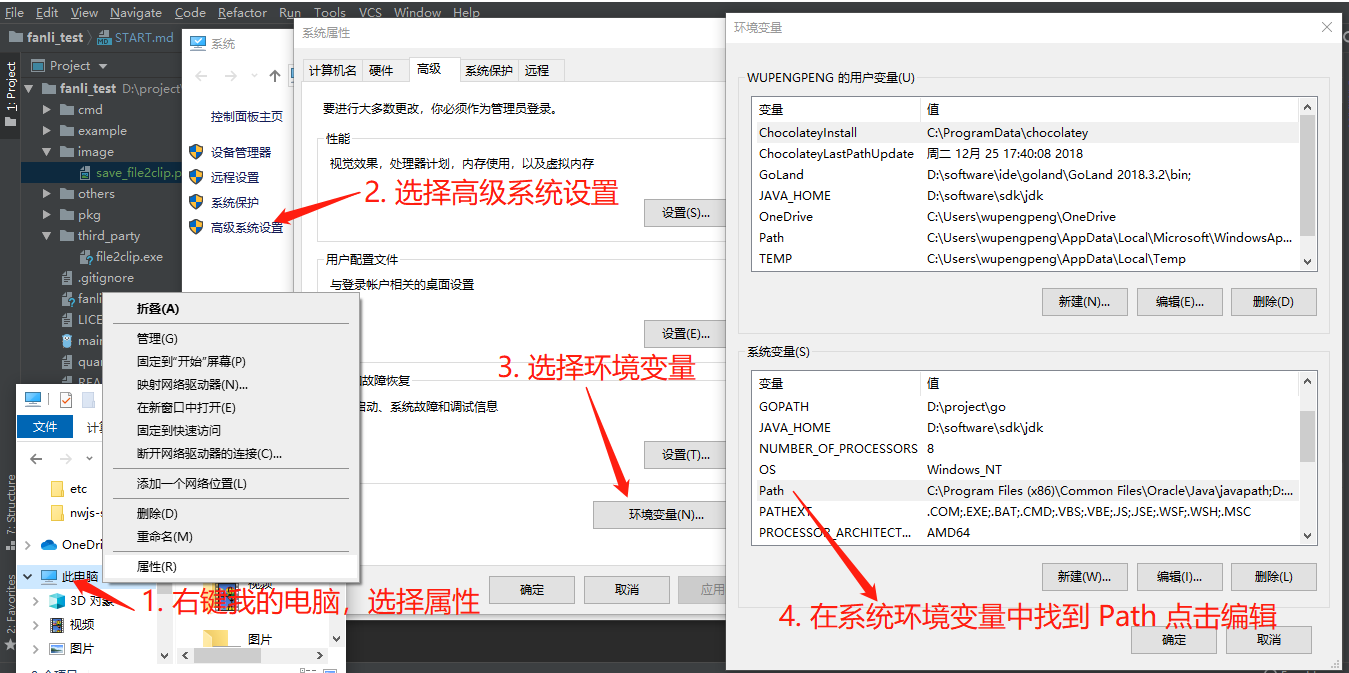 File Edit View Navigate Code Refactor Run Tools VCS Window Help
fanli_test START.md
1: Project
Project
fanli_test D:\project\
cmd
example
image
save_file2clip.p
others
pkg
third_party
file2clip.exe
.gitignore
fanli
LICE
main
7: Structure
2: Favorites
系统
控制面板主页
设备管理器
远程设置
系统保护
高级系统设置
2. 选择高级系统设置
系统属性
计算机名 硬件 高级 系统保护 远程
要进行大多数更改，你必须作为管理员登录。
性能
视觉效果，处理器计划，内存使用，以及虚拟内存
设置(S)...
用户配置文件
与登录帐户相关的桌面设置
设置(E)...
和故障恢复
启动、系统故障和调试信息
设置(T)...
3. 选择环境变量
环境变量(N)...
确定 取消 应用
折叠(A)
管理(G)
固定到"开始"屏幕(P)
映射网络驱动器(N)...
在新窗口中打开(E)
固定到快速访问
断开网络驱动器的连接(C)...
添加一个网络位置(L)
删除(D)
重命名(M)
属性(R)
文件 计
etc
nwjs-s
OneDri
此电脑
3D 对象
视频
图片
视频
图片
1. 右键我的电脑，选择属性
环境变量
WUPENGPENG 的用户变量(U)
变量 值
ChocolateyInstall C:\ProgramData\chocolatey
ChocolateyLastPathUpdate 周二 12月 25 17:40:08 2018
GoLand D:\software\ide\goland\GoLand 2018.3.2\bin;
JAVA_HOME D:\software\sdk\jdk
OneDrive C:\Users\wupengpeng\OneDrive
Path C:\Users\wupengpeng\AppData\Local\Microsoft\WindowsAp...
TEMP C:\Users\wupengpeng\AppData\Local\Temp
新建(N)... 编辑(E)... 删除(D)
系统变量(S)
变量 值
GOPATH D:\project\go
JAVA_HOME D:\software\sdk\jdk
NUMBER_OF_PROCESSORS 8
OS Windows_NT
Path C:\Program Files (x86)\Common Files\Oracle\Java\javapath;D:...
PATHEXT .COM;.EXE;.BAT;.CMD;.VBS;.VBE;.JS;.JSE;.WSF;.WSH;.MSC
PROCESSOR_ARCHITECT... AMD64
新建(W)... 编辑(I)... 删除(L)
4. 在系统环境变量中找到 Path 点击编辑
确定 取消